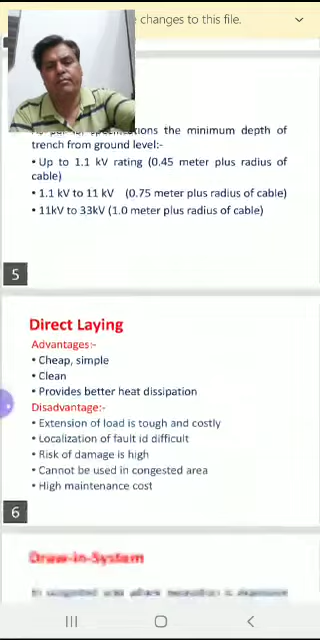 changes to this file.
the minimum depth of
trench from ground level:-
• Up to 1.1 kV rating (0.45 meter plus radius of
cable)
• 1.1 kV to 11 kV (0.75 meter plus radius of cable)
• 11kV to 33kV (1.0 meter plus radius of cable)
5
Direct Laying
Advantages:-
• Cheap, simple
• Clean
• Provides better heat dissipation
Disadvantage:-
• Extension of load is tough and costly
• Localization of fault id difficult
• Risk of damage is high
• Cannot be used in congested area
• High maintenance cost
6
Draw-in-System